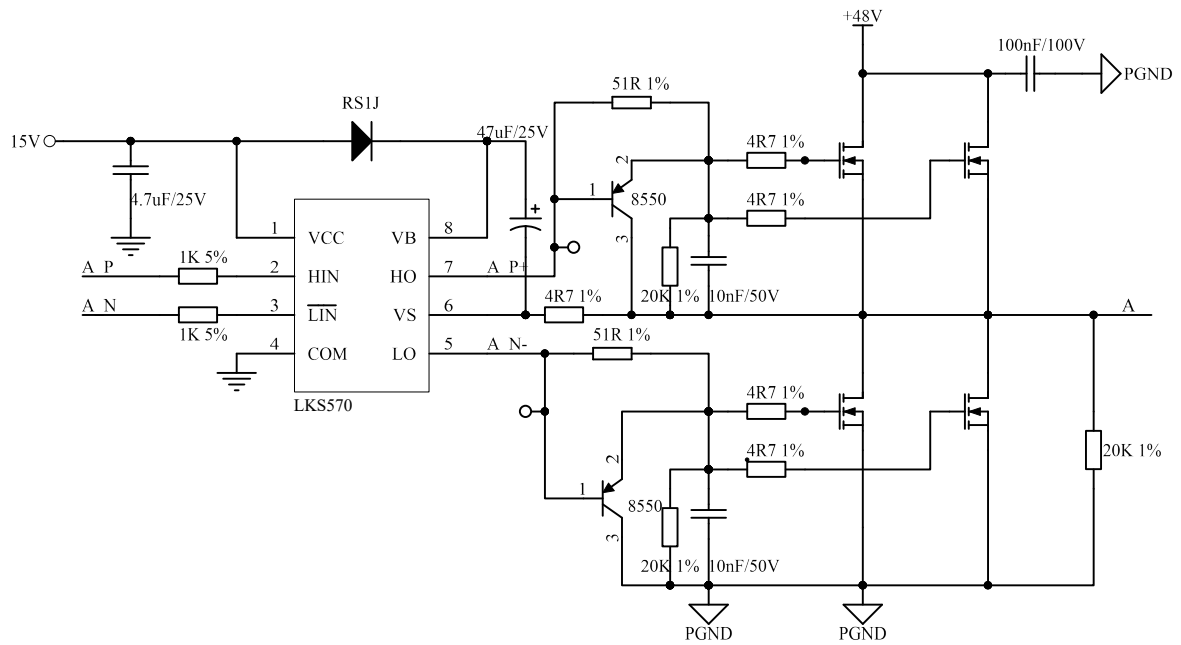 +48V
100nF/100V
PGND
51R 1%
RS1J
47uF/25V
15V
4.7uF/25V
4R7 1%
2
1
8550
3
4R7 1%
1
VCC
VB
8
A P
1K 5%
2
HIN
HO
7
A P+
20K 1%
10nF/50V
A N
1K 5%
3
LIN
VS
6
4R7 1%
A
4
COM
LO
5
A N-
51R 1%
LKS570
4R7 1%
4R7 1%
2
1
8550
3
20K 1%
20K 1%
10nF/50V
PGND
PGND